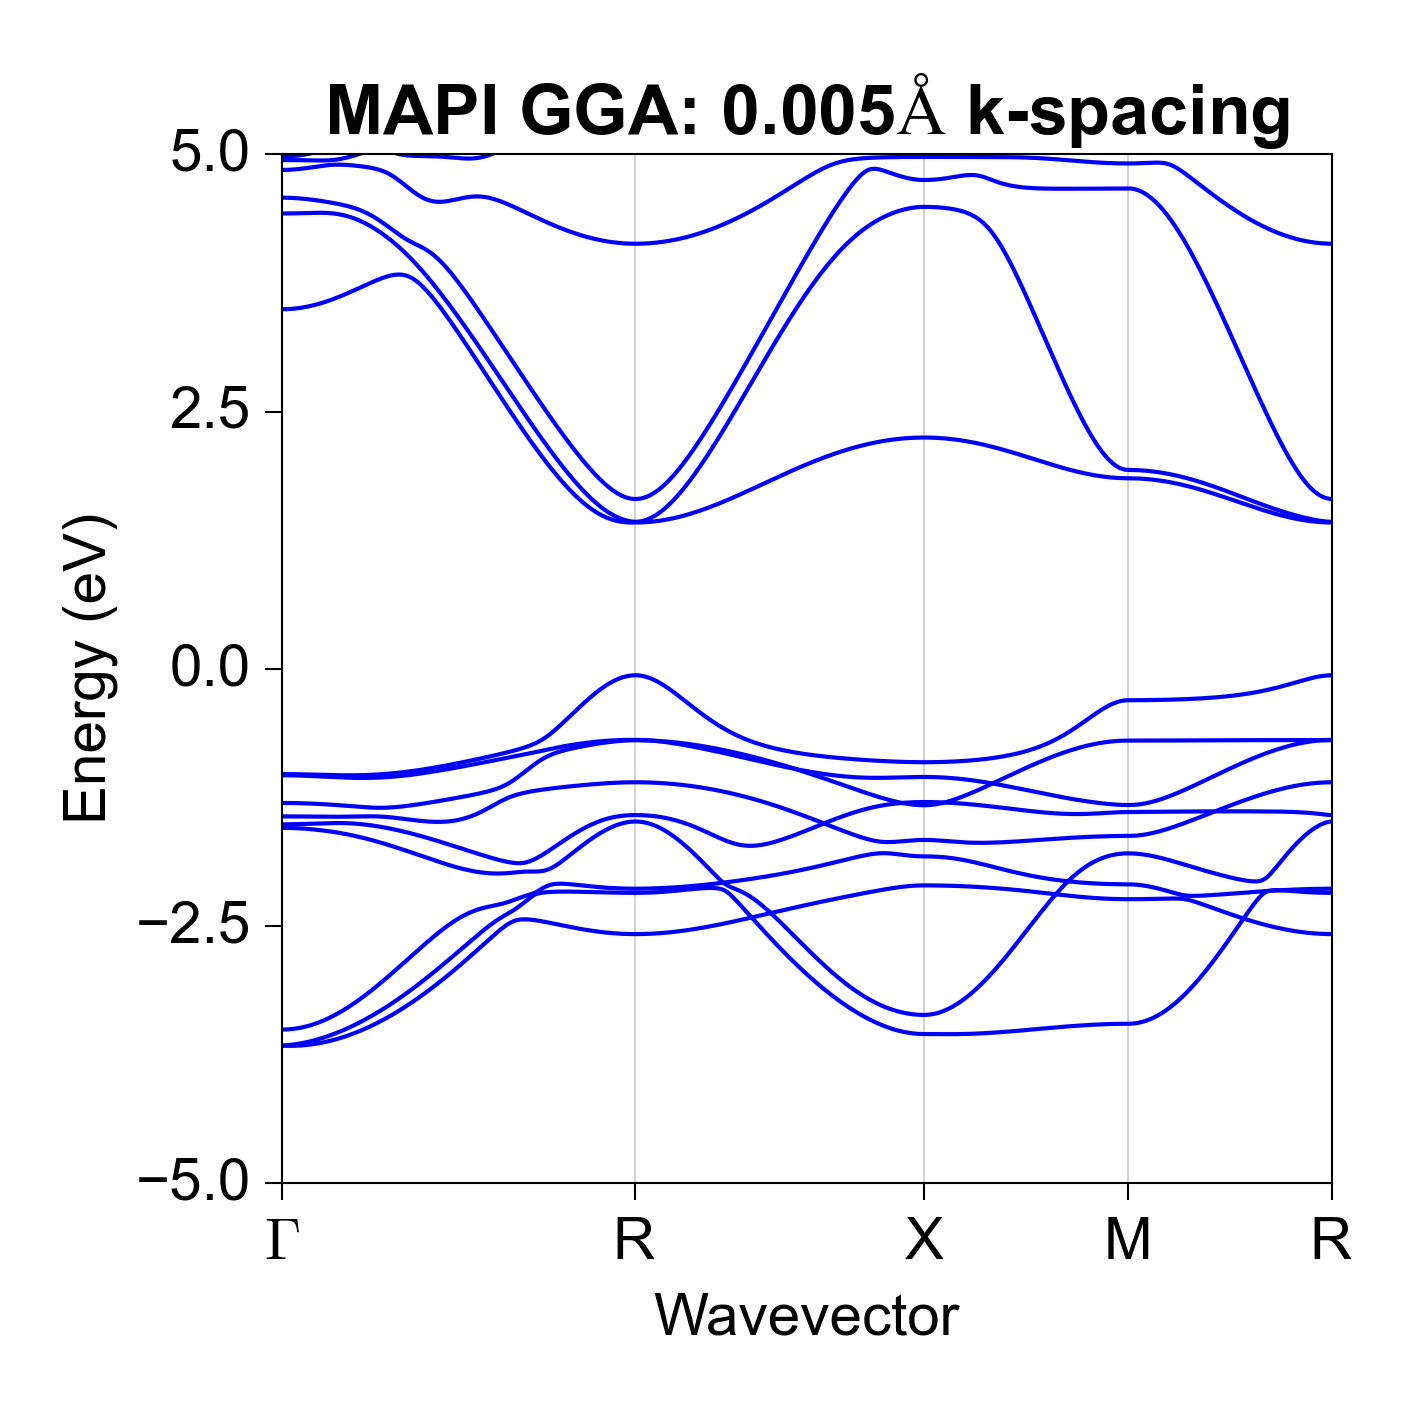 MAPI GGA: 0.005Å k-spacing
5.0
2.5
0.0
−2.5
−5.0
Energy (eV)
Γ R X M R
Wavevector